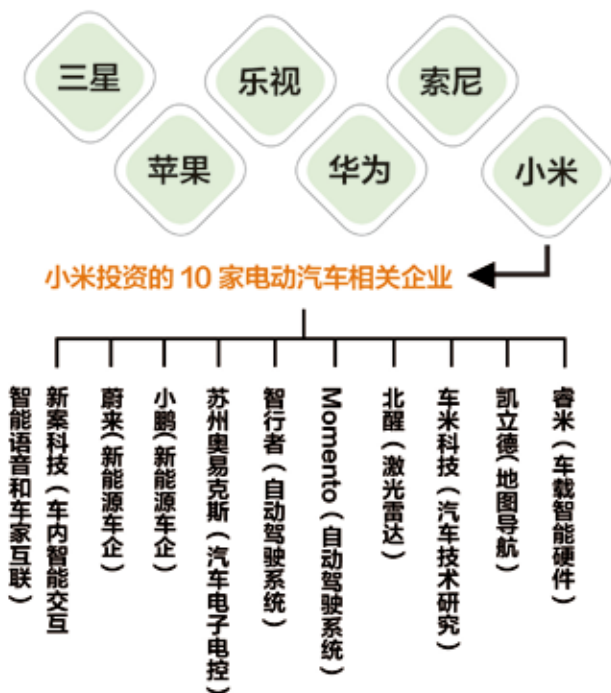 三星
乐视
索尼
苹果
华为
小米
小米投资的 10 家电动汽车相关企业
新案科技（车内智能交互
智能语音和车家互联）
蔚来(新能源车企)
小鹏(新能源车企)
苏州奥易克斯（汽车电子电控）
智行者（自动驾驶系统）
Momento（自动驾驶系统）
北醒（激光雷达）
车米科技（汽车技术研究）
凯立德(地图导航)
睿米（车载智能硬件）